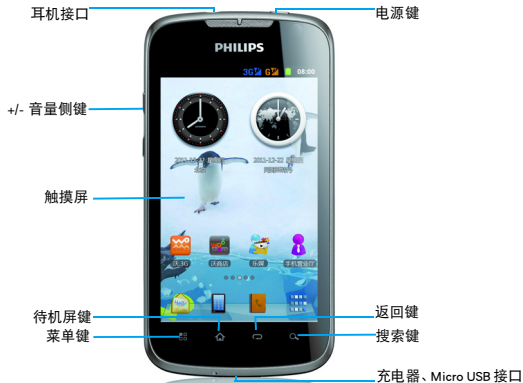 耳机接口
电源键
PHILIPS
3G G 08:00
+/- 音量侧键
触摸屏
沃3G 沃商店 乐媒 手机营业厅
待机屏键
返回键
菜单键
搜索键
充电器、Micro USB 接口